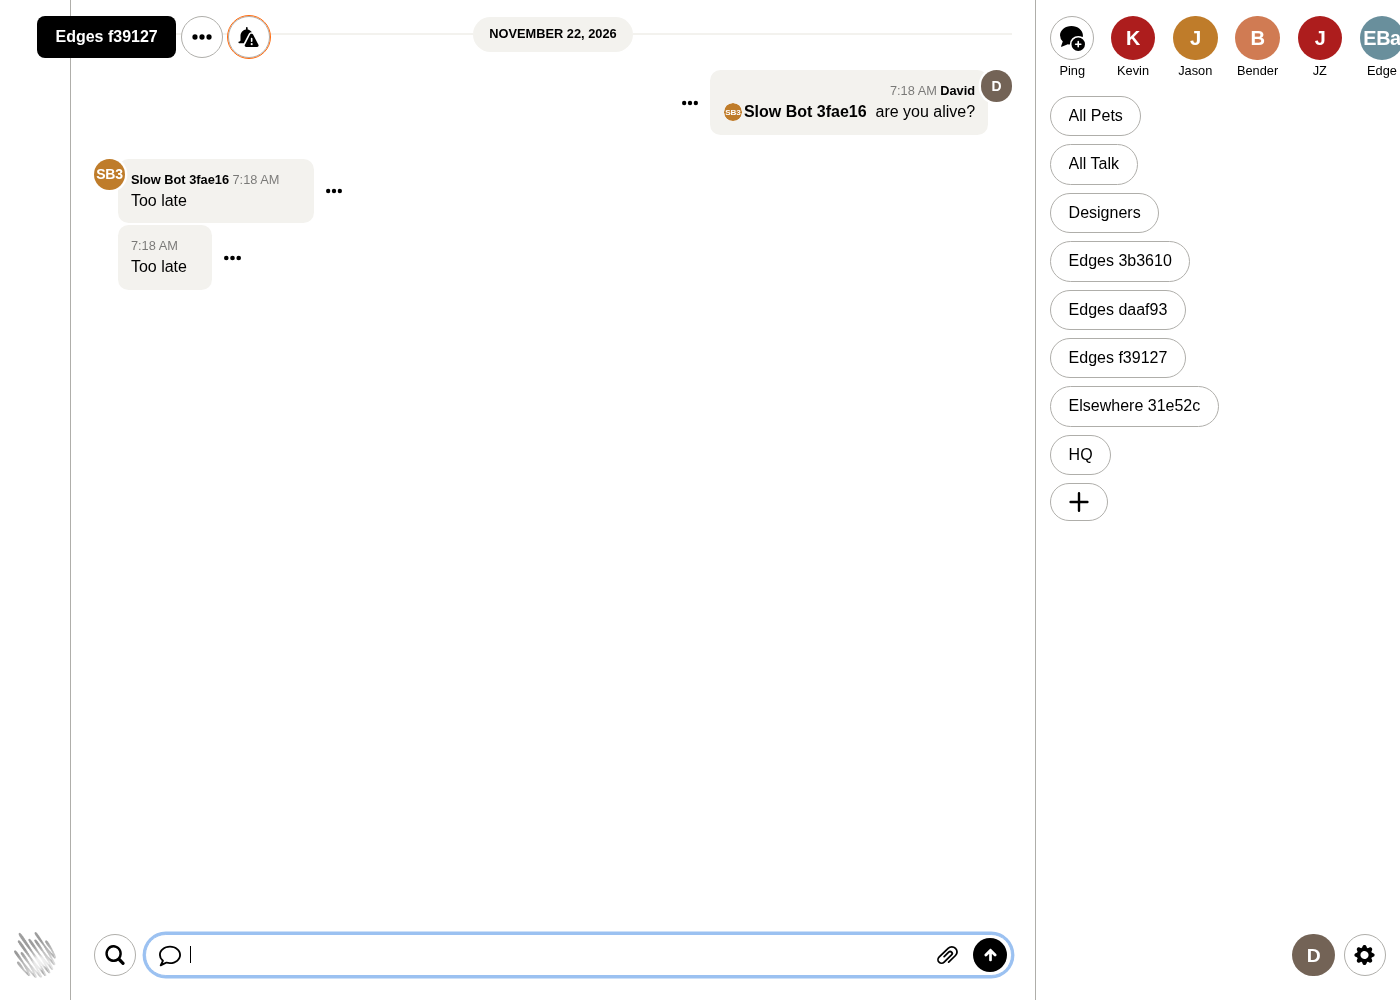 Edges f39127
NOVEMBER 22, 2026
7:18 AM David
D
SB3 Slow Bot 3fae16 are you alive?
SB3
Slow Bot 3fae16 7:18 AM
Too late
7:18 AM
Too late
K
J
B
J
EBa
Ping
Kevin
Jason
Bender
JZ
Edge
All Pets
All Talk
Designers
Edges 3b3610
Edges daaf93
Edges f39127
Elsewhere 31e52c
HQ
D